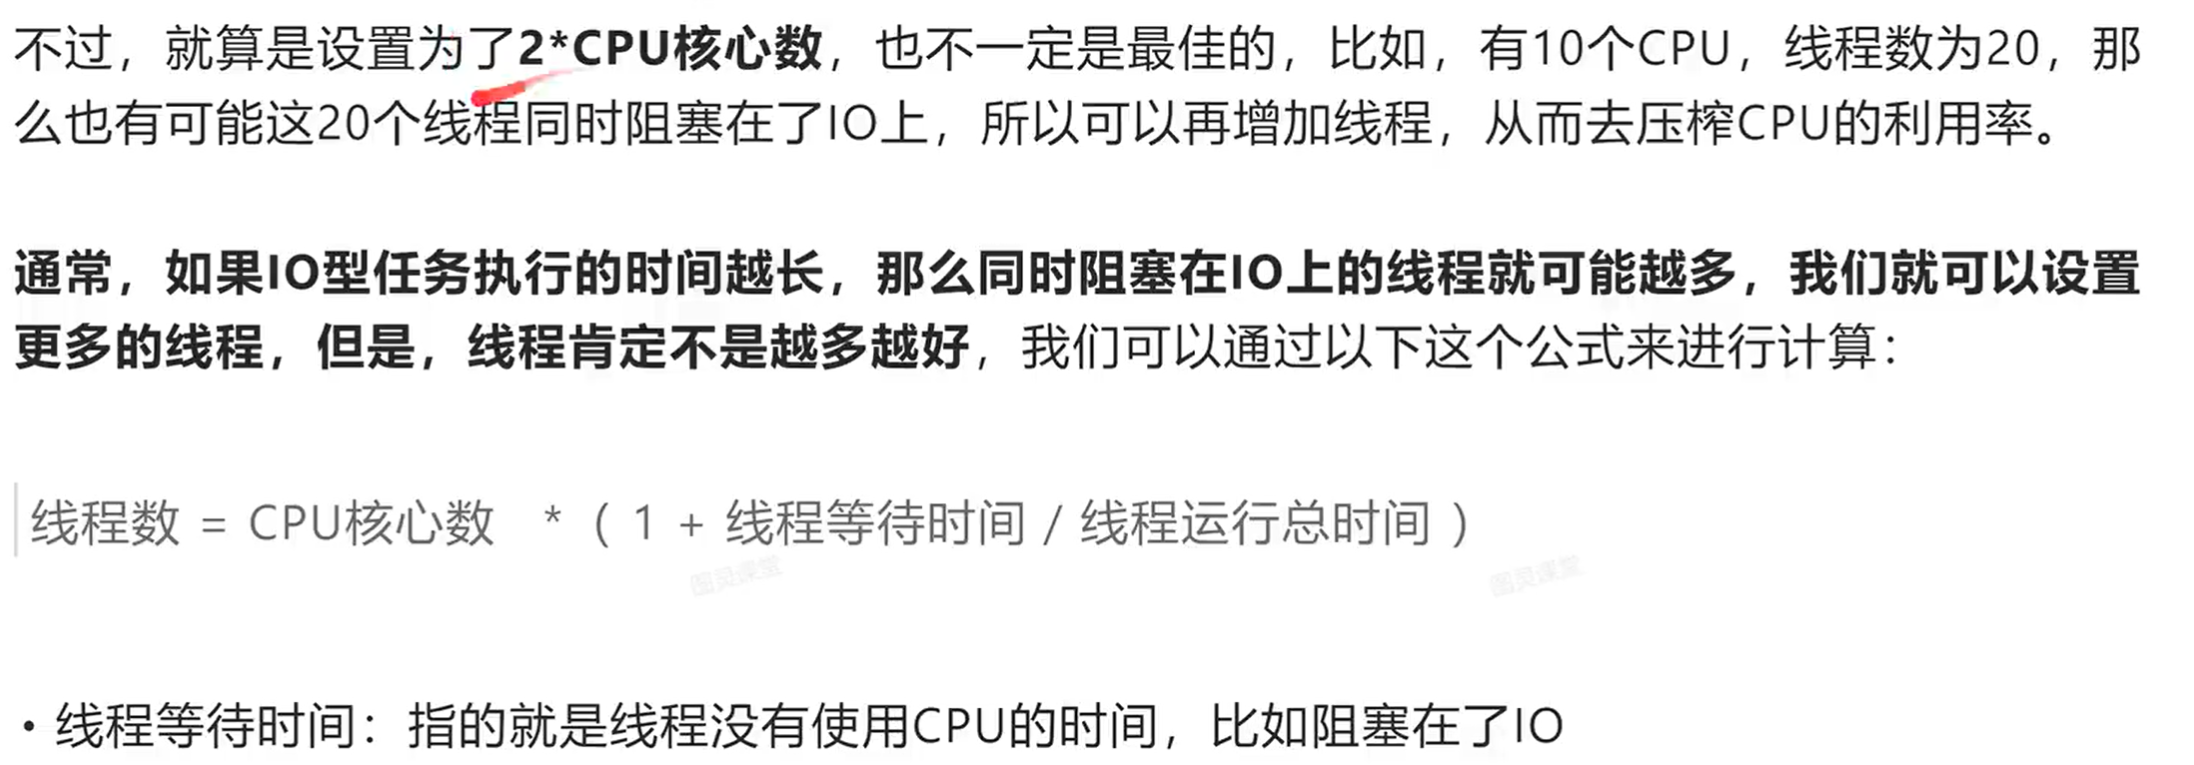 不过，就算是设置为了2*CPU核心数，也不一定是最佳的，比如，有10个CPU，线程数为20，那
么也有可能这20个线程同时阻塞在了IO上，所以可以再增加线程，从而去压榨CPU的利用率。
通常，如果IO型任务执行的时间越长，那么同时阻塞在IO上的线程就可能越多，我们就可以设置
更多的线程，但是，线程肯定不是越多越好，我们可以通过以下这个公式来进行计算：
线程数 = CPU核心数 *（ 1 + 线程等待时间 / 线程运行总时间 ）
图灵课堂 图灵课堂
• 线程等待时间：指的就是线程没有使用CPU的时间，比如阻塞在了IO